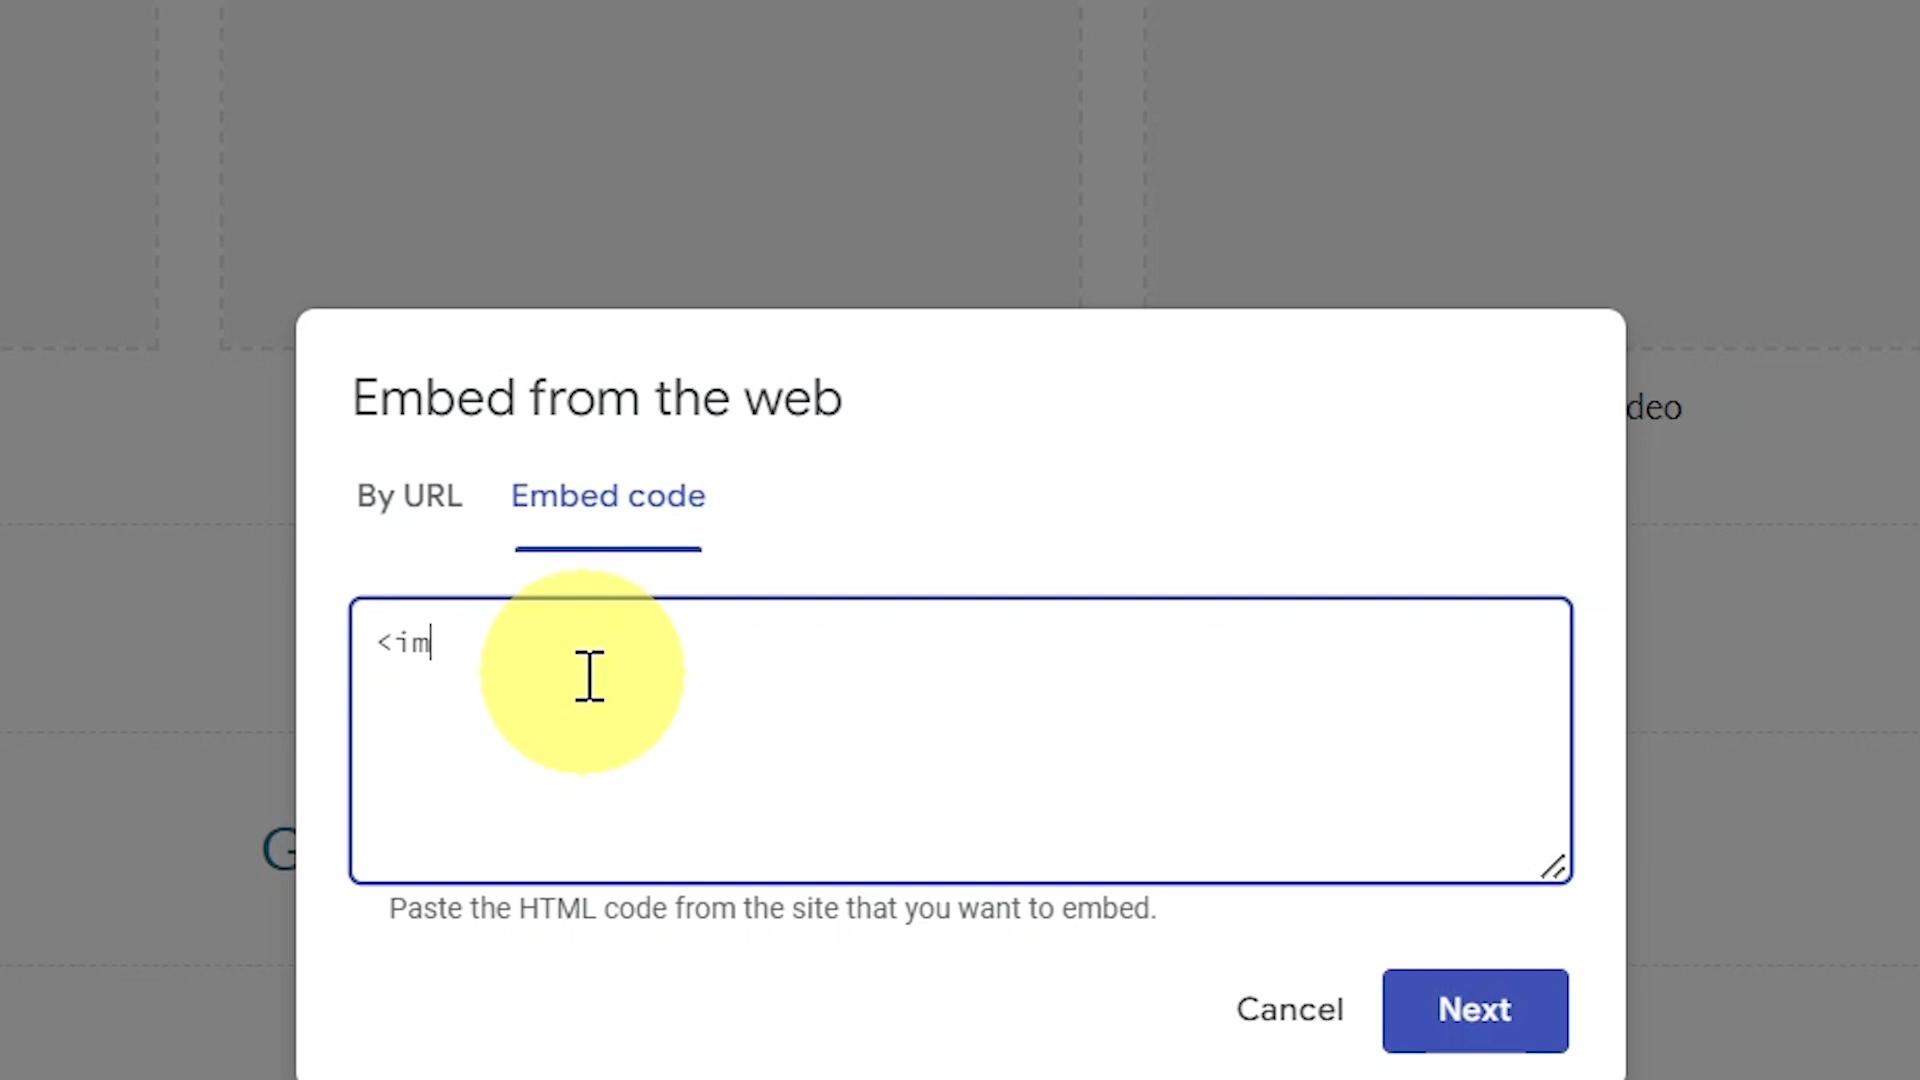 Embed from the web
deo
By URL Embed code
<im
G
Paste the HTML code from the site that you want to embed.
Cancel Next